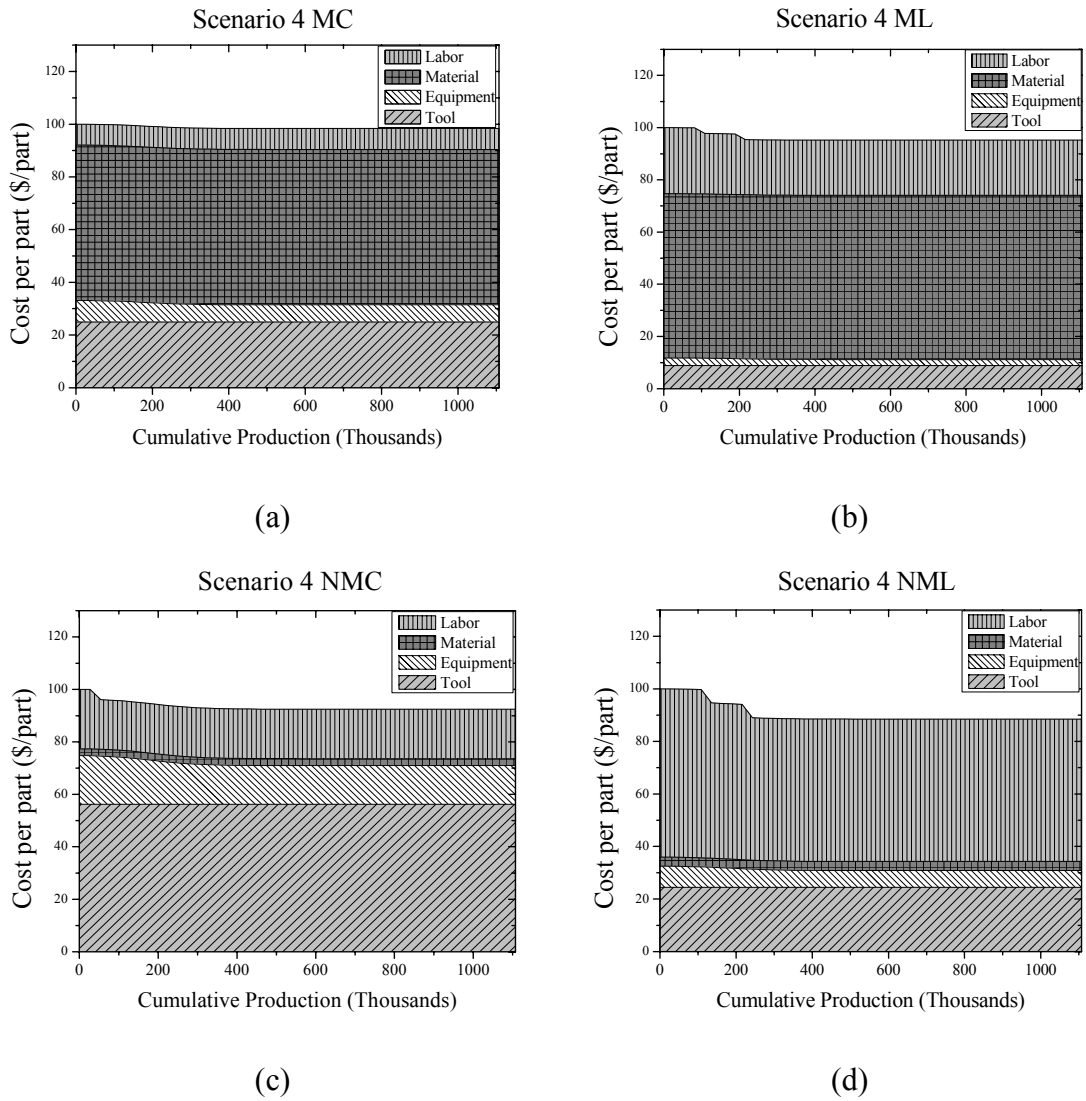 Scenario 4 MC
Labor
Material
Equipment
Tool
Cost per part ($/part)
120
100
80
60
40
20
0
0 200 400 600 800 1000
Cumulative Production (Thousands)
(a)
Scenario 4 ML
Labor
Material
Equipment
Tool
Cost per part ($/part)
120
100
80
60
40
20
0
0 200 400 600 800 1000
Cumulative Production (Thousands)
(b)
Scenario 4 NMC
Labor
Material
Equipment
Tool
Cost per part ($/part)
120
100
80
60
40
20
0
0 200 400 600 800 1000
Cumulative Production (Thousands)
(c)
Scenario 4 NML
Labor
Material
Equipment
Tool
Cost per part ($/part)
120
100
80
60
40
20
0
0 200 400 600 800 1000
Cumulative Production (Thousands)
(d)